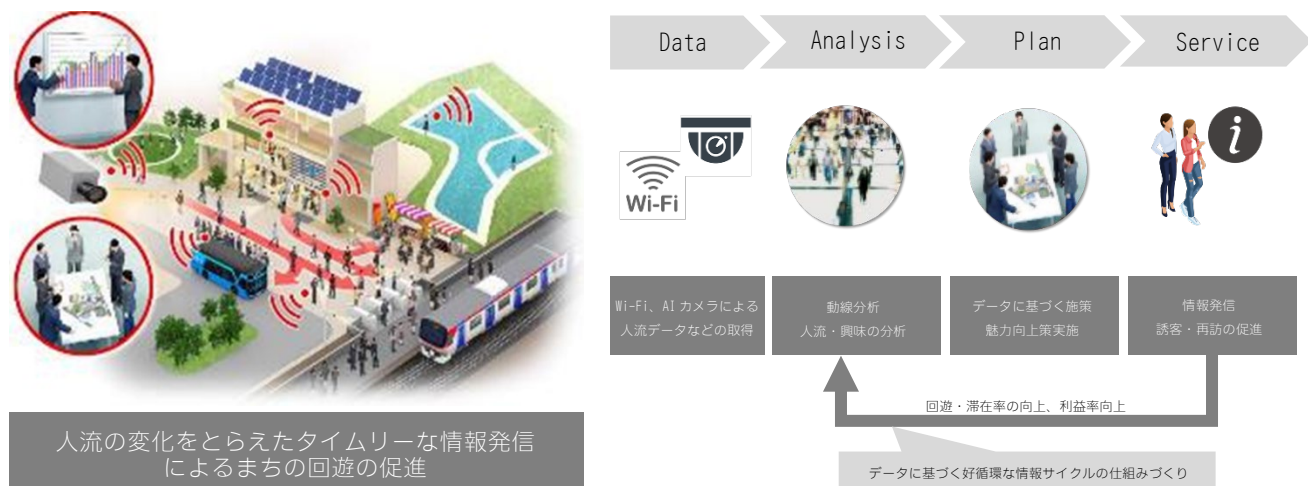 人流の変化をとらえたタイムリーな情報発信
によるまちの回遊の促進
Data
Analysis
Plan
Service
Wi-Fi
i
Wi-Fi、AIカメラによる
人流データなどの取得
動線分析
人流・興味の分析
データに基づく施策
魅力向上策実施
情報発信
誘客・再訪の促進
回遊・滞在率の向上、利益率向上
データに基づく好循環な情報サイクルの仕組みづくり